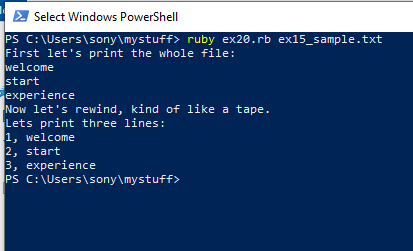 Select Windows PowerShell
PS C:\Users\sony\mystuff> ruby ex20.rb ex15_sample.txt
First let's print the whole file:
welcome
start
experience
Now let's rewind, kind of like a tape.
Lets print three lines:
1, welcome
2, start
3, experience
PS C:\Users\sony\mystuff>